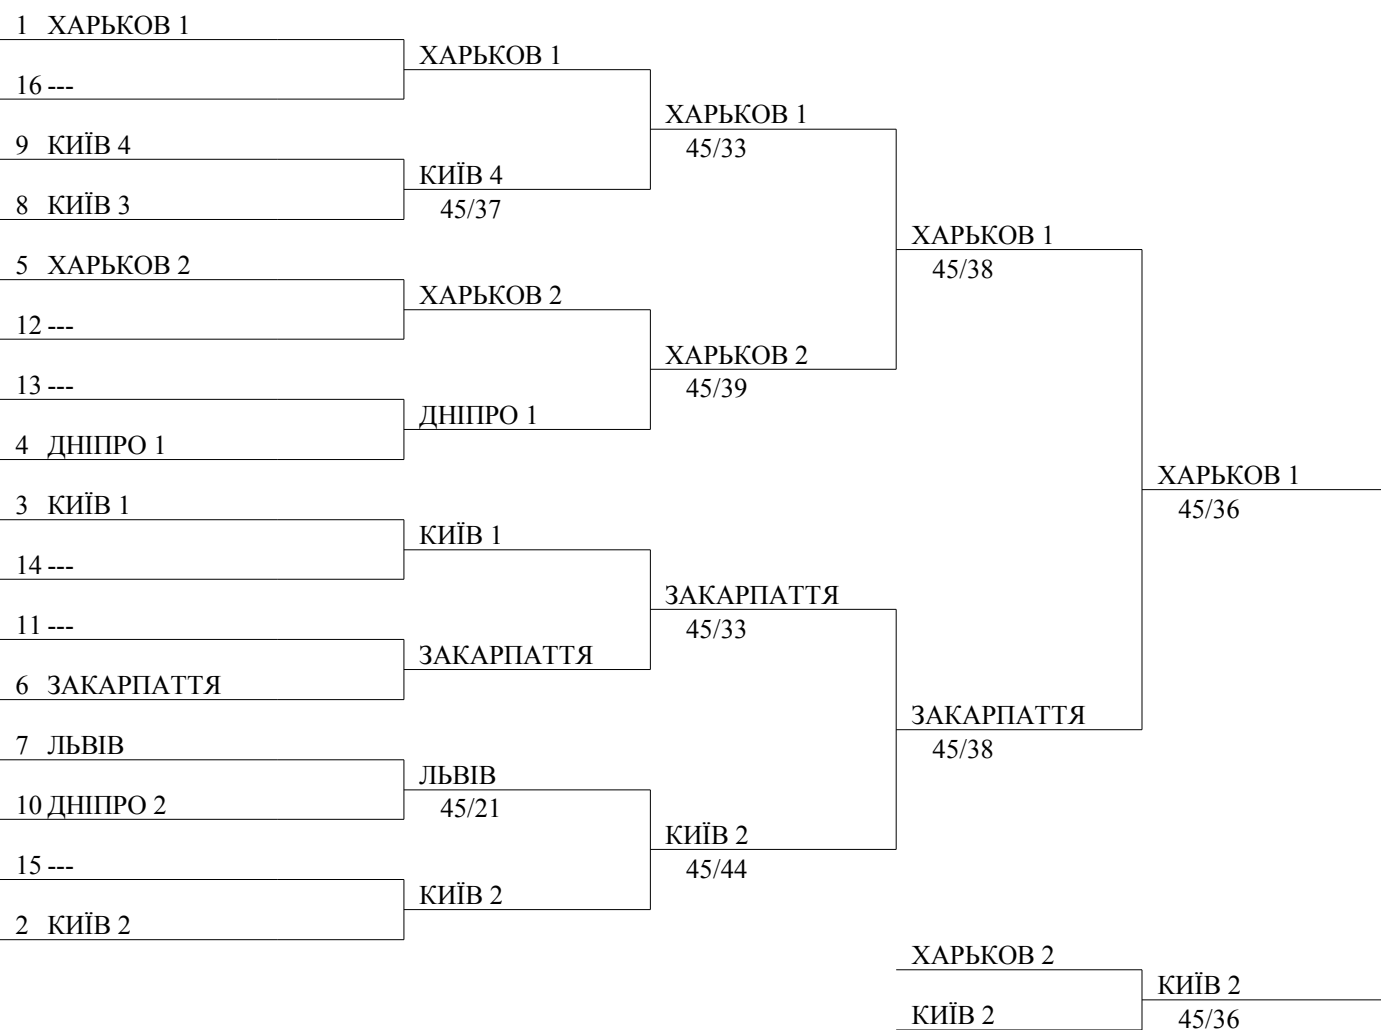 1 ХАРЬКОВ 1
16 ---
9 КИЇВ 4
8 КИЇВ 3
5 ХАРЬКОВ 2
12 ---
13 ---
4 ДНІПРО 1
3 КИЇВ 1
14 ---
11 ---
6 ЗАКАРПАТТЯ
7 ЛЬВІВ
10 ДНІПРО 2
15 ---
2 КИЇВ 2
ХАРЬКОВ 1
КИЇВ 4
45/37
ХАРЬКОВ 2
ДНІПРО 1
КИЇВ 1
ЗАКАРПАТТЯ
ЛЬВІВ
45/21
КИЇВ 2
ХАРЬКОВ 1
45/33
ХАРЬКОВ 2
45/39
ЗАКАРПАТТЯ
45/33
КИЇВ 2
45/44
ХАРЬКОВ 1
45/38
ЗАКАРПАТТЯ
45/38
ХАРЬКОВ 1
45/36
ХАРЬКОВ 2
КИЇВ 2
КИЇВ 2
45/36